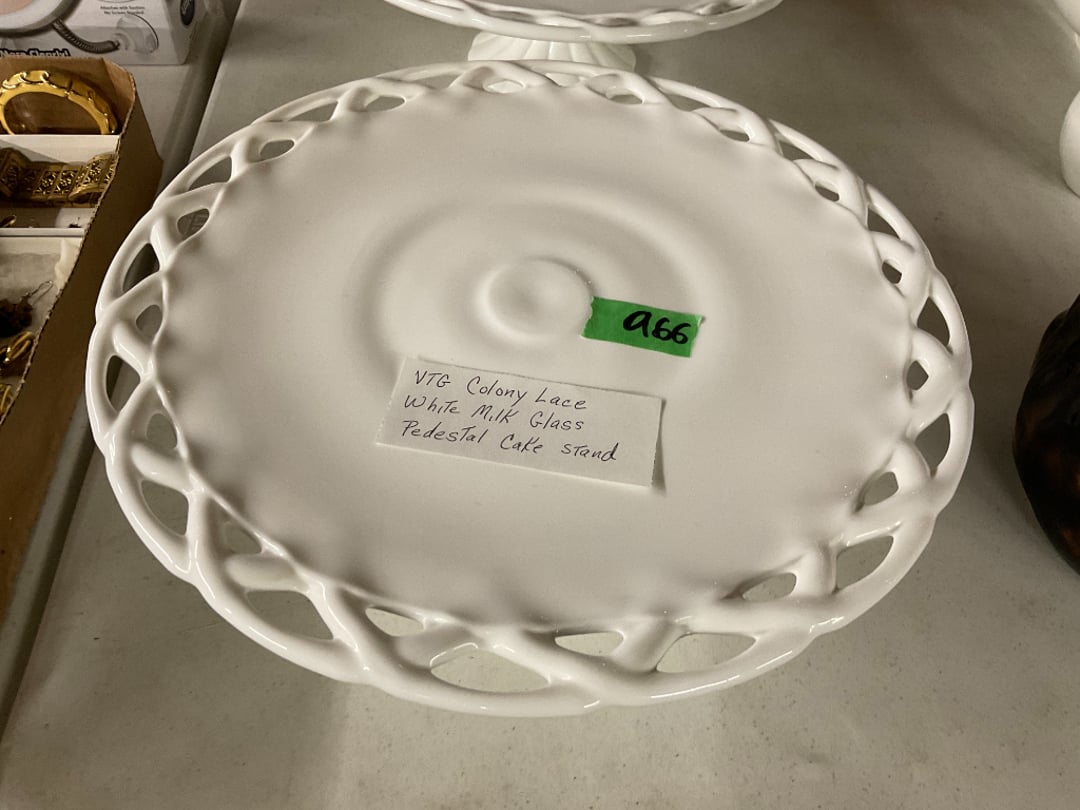 a66
VTG Colony Lace
White Milk Glass
Pedestal Cake Stand